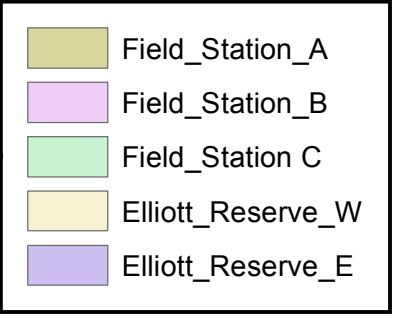 Field_Station_A
Field_Station_B
Field_Station C
Elliott_Reserve_W
Elliott_Reserve_E